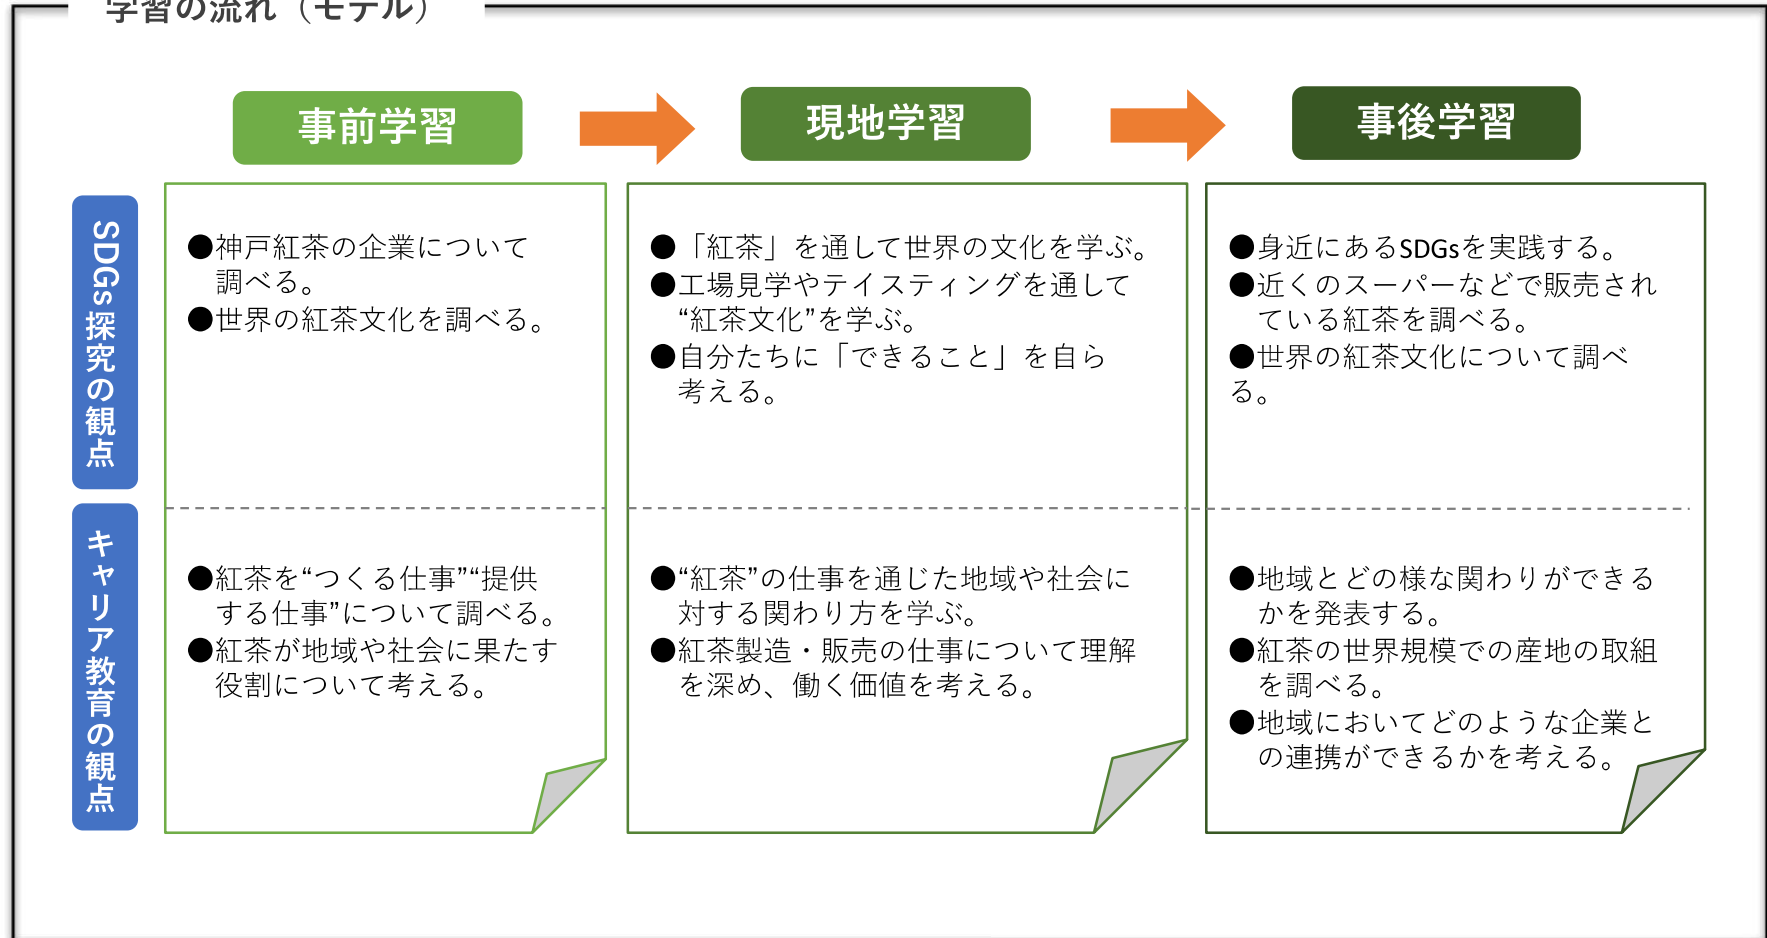 学習の流れ（モデル）
事前学習
現地学習
事後学習
SDGs探究の観点
●神戸紅茶の企業について
調べる。
●世界の紅茶文化を調べる。
●「紅茶」を通して世界の文化を学ぶ。
●工場見学やテイスティングを通して
“紅茶文化”を学ぶ。
●自分たちに「できること」を自ら
考える。
●身近にあるSDGsを実践する。
●近くのスーパーなどで販売され
ている紅茶を調べる。
●世界の紅茶文化について調べ
る。
キャリア教育の観点
●紅茶を“つくる仕事”“提供
する仕事”について調べる。
●紅茶が地域や社会に果たす
役割について考える。
●“紅茶”の仕事を通じた地域や社会に
対する関わり方を学ぶ。
●紅茶製造・販売の仕事について理解
を深め、働く価値を考える。
●地域とどの様な関わりができる
かを発表する。
●紅茶の世界規模での産地の取組
を調べる。
●地域においてどのような企業と
の連携ができるかを考える。